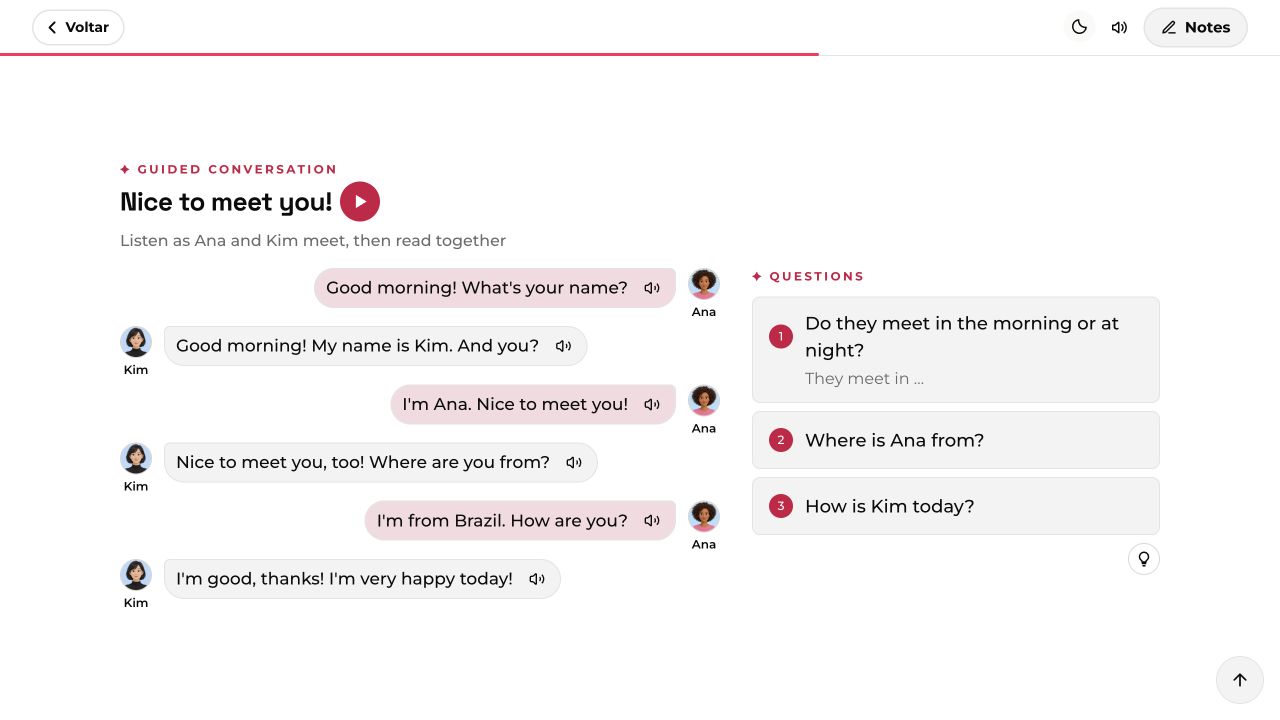 Voltar
Notes
GUIDED CONVERSATION
Nice to meet you!
Listen as Ana and Kim meet, then read together
Good morning! What's your name?
Ana
Good morning! My name is Kim. And you?
Kim
I'm Ana. Nice to meet you!
Ana
Nice to meet you, too! Where are you from?
Kim
I'm from Brazil. How are you?
Ana
I'm good, thanks! I'm very happy today!
Kim
QUESTIONS
1
Do they meet in the morning or at
night?
They meet in ...
2
Where is Ana from?
3
How is Kim today?